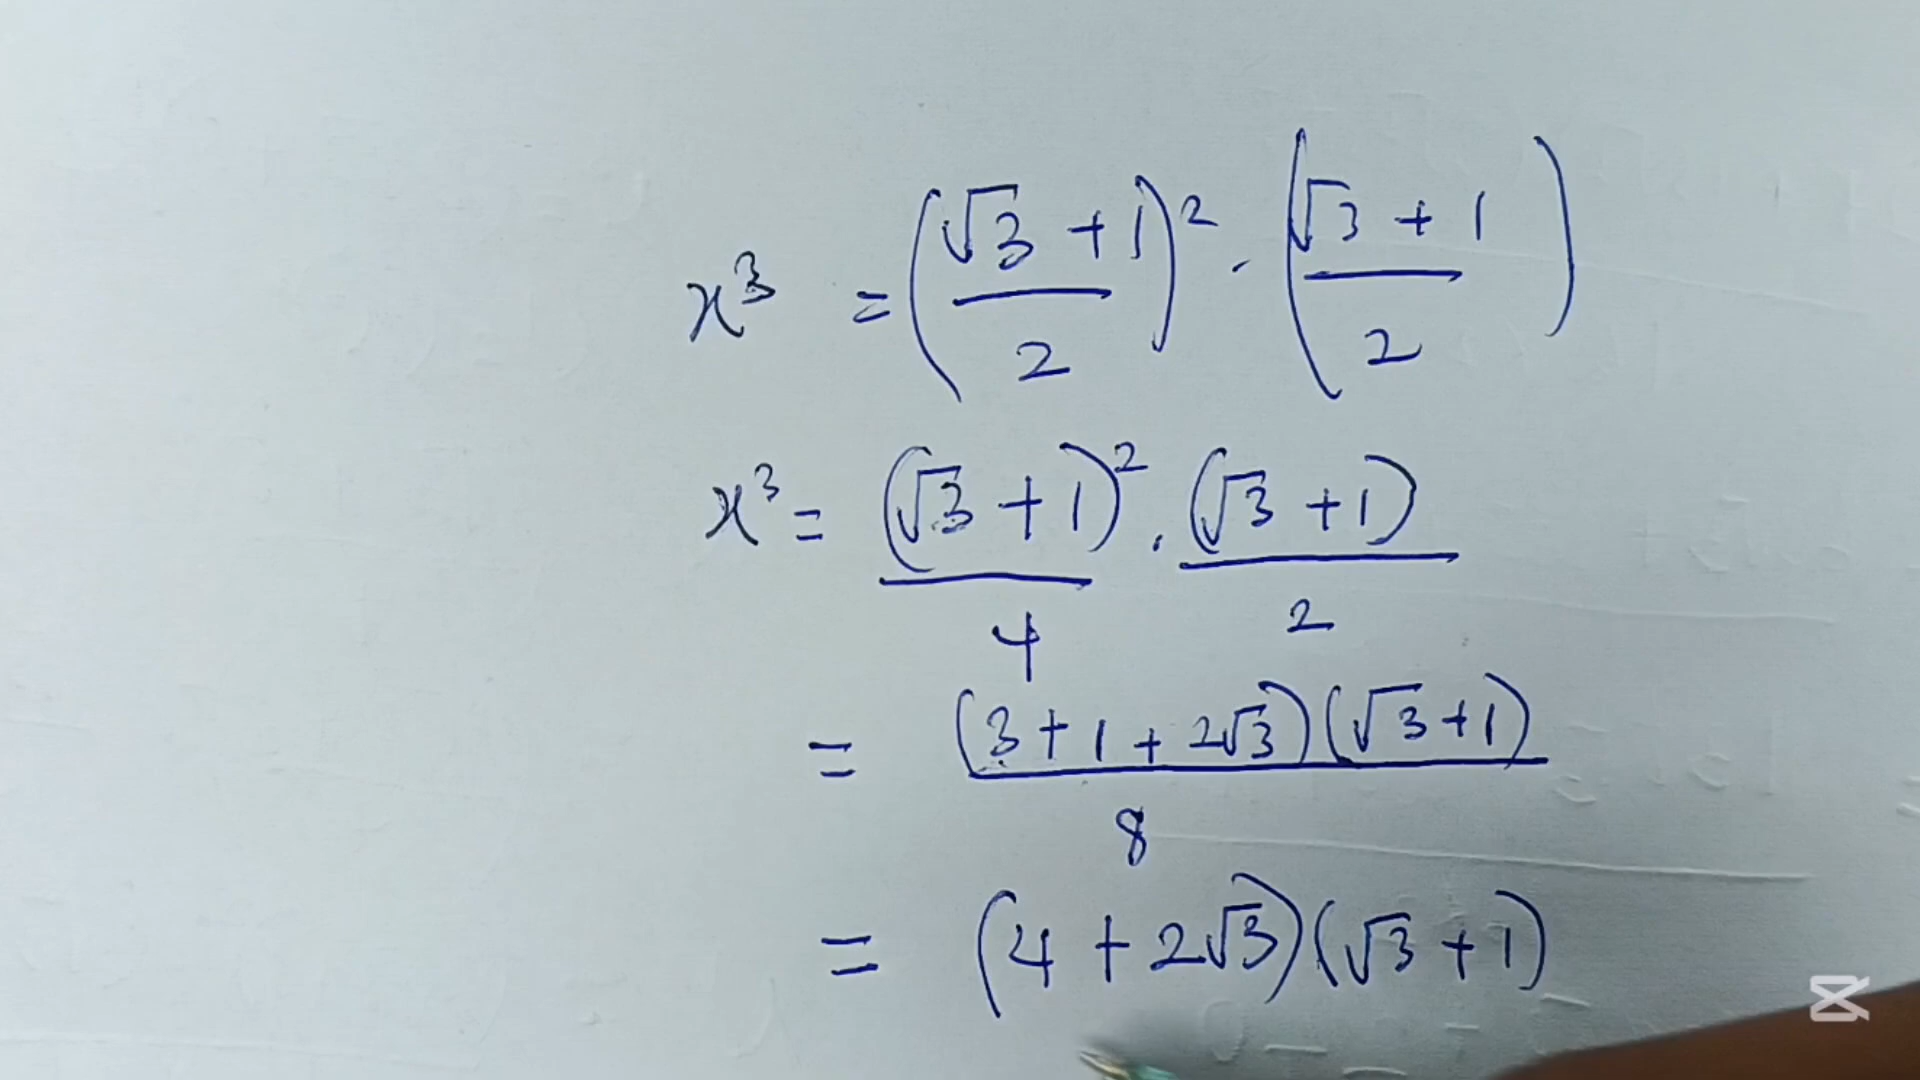 x³ = ((√3 + 1)/2)² · ((√3 + 1)/2)
x³ = (√3 + 1)²/4 · (√3 + 1)/2
= (3 + 1 + 2√3)(√3 + 1)/8
= (4 + 2√3)(√3 + 1)